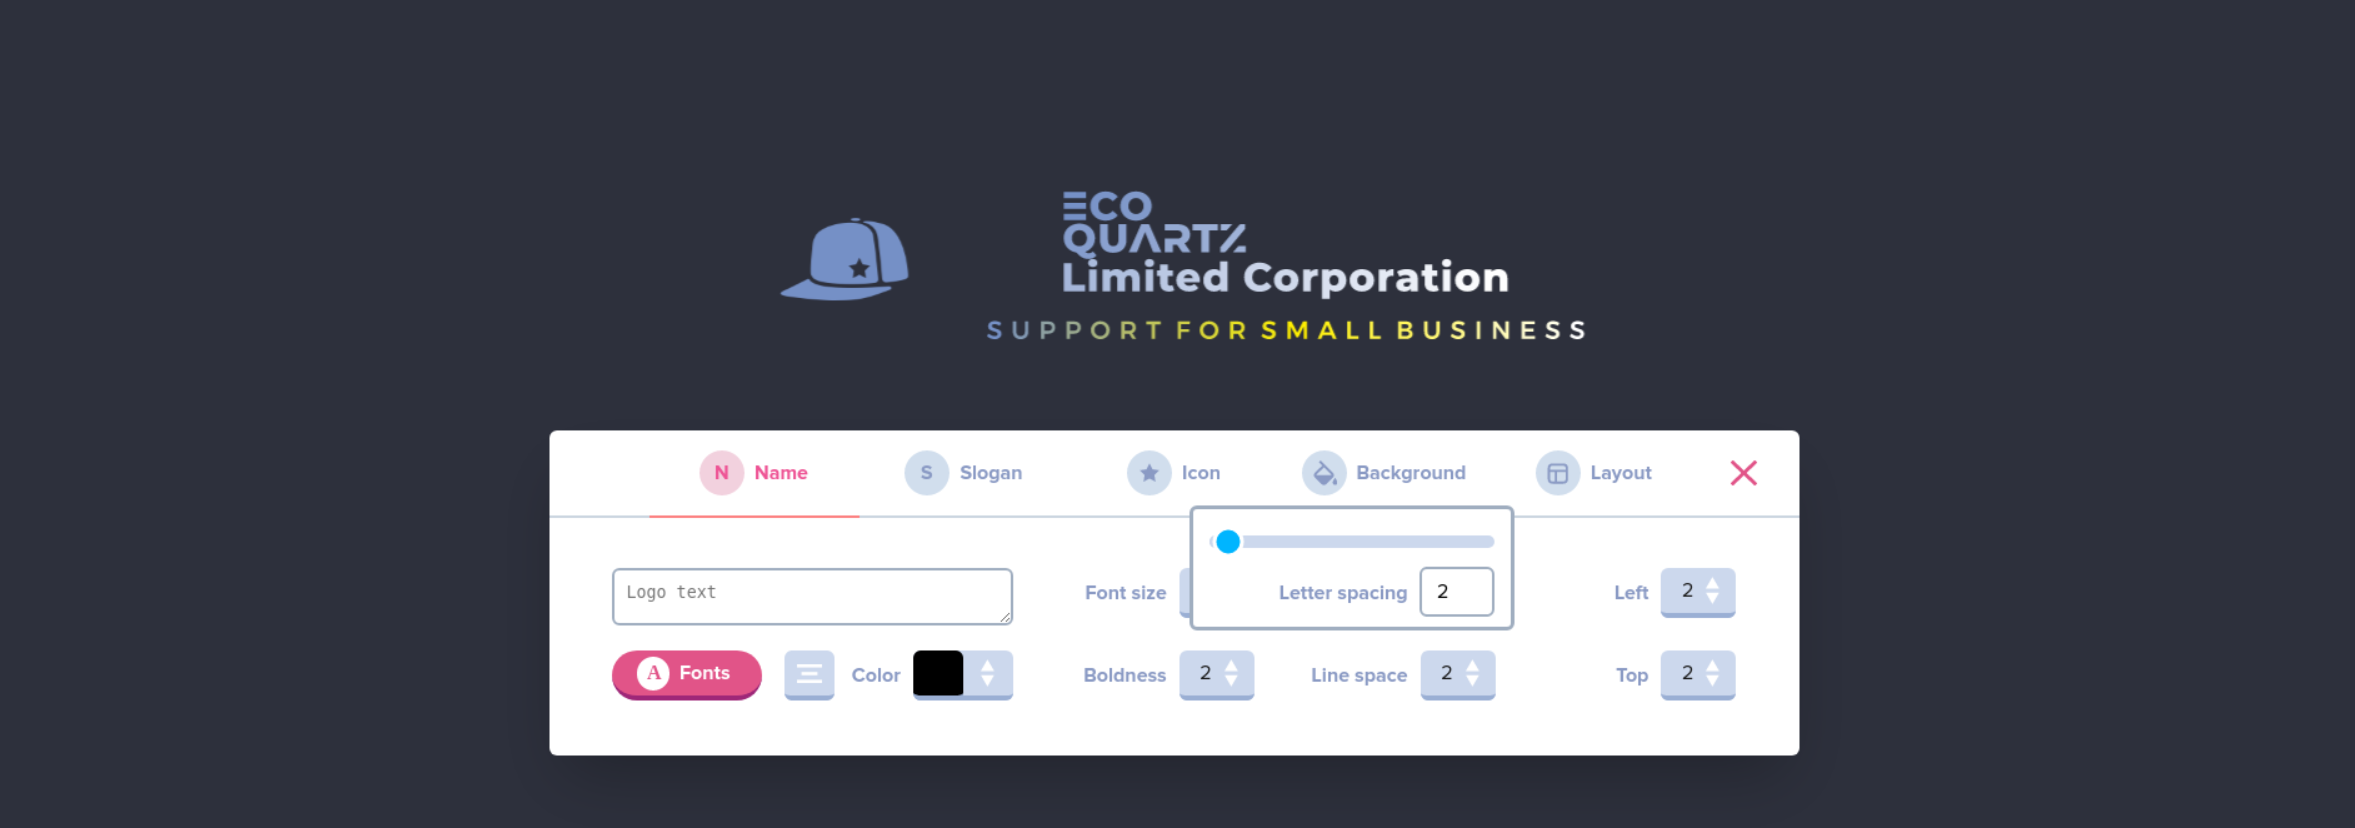 ECO
QUARTZ
Limited Corporation
SUPPORT FOR SMALL BUSINESS
N Name S Slogan Icon Background Layout
Logo text
Font size Letter spacing 2 Left 2
A Fonts Color Boldness 2 Line space 2 Top 2